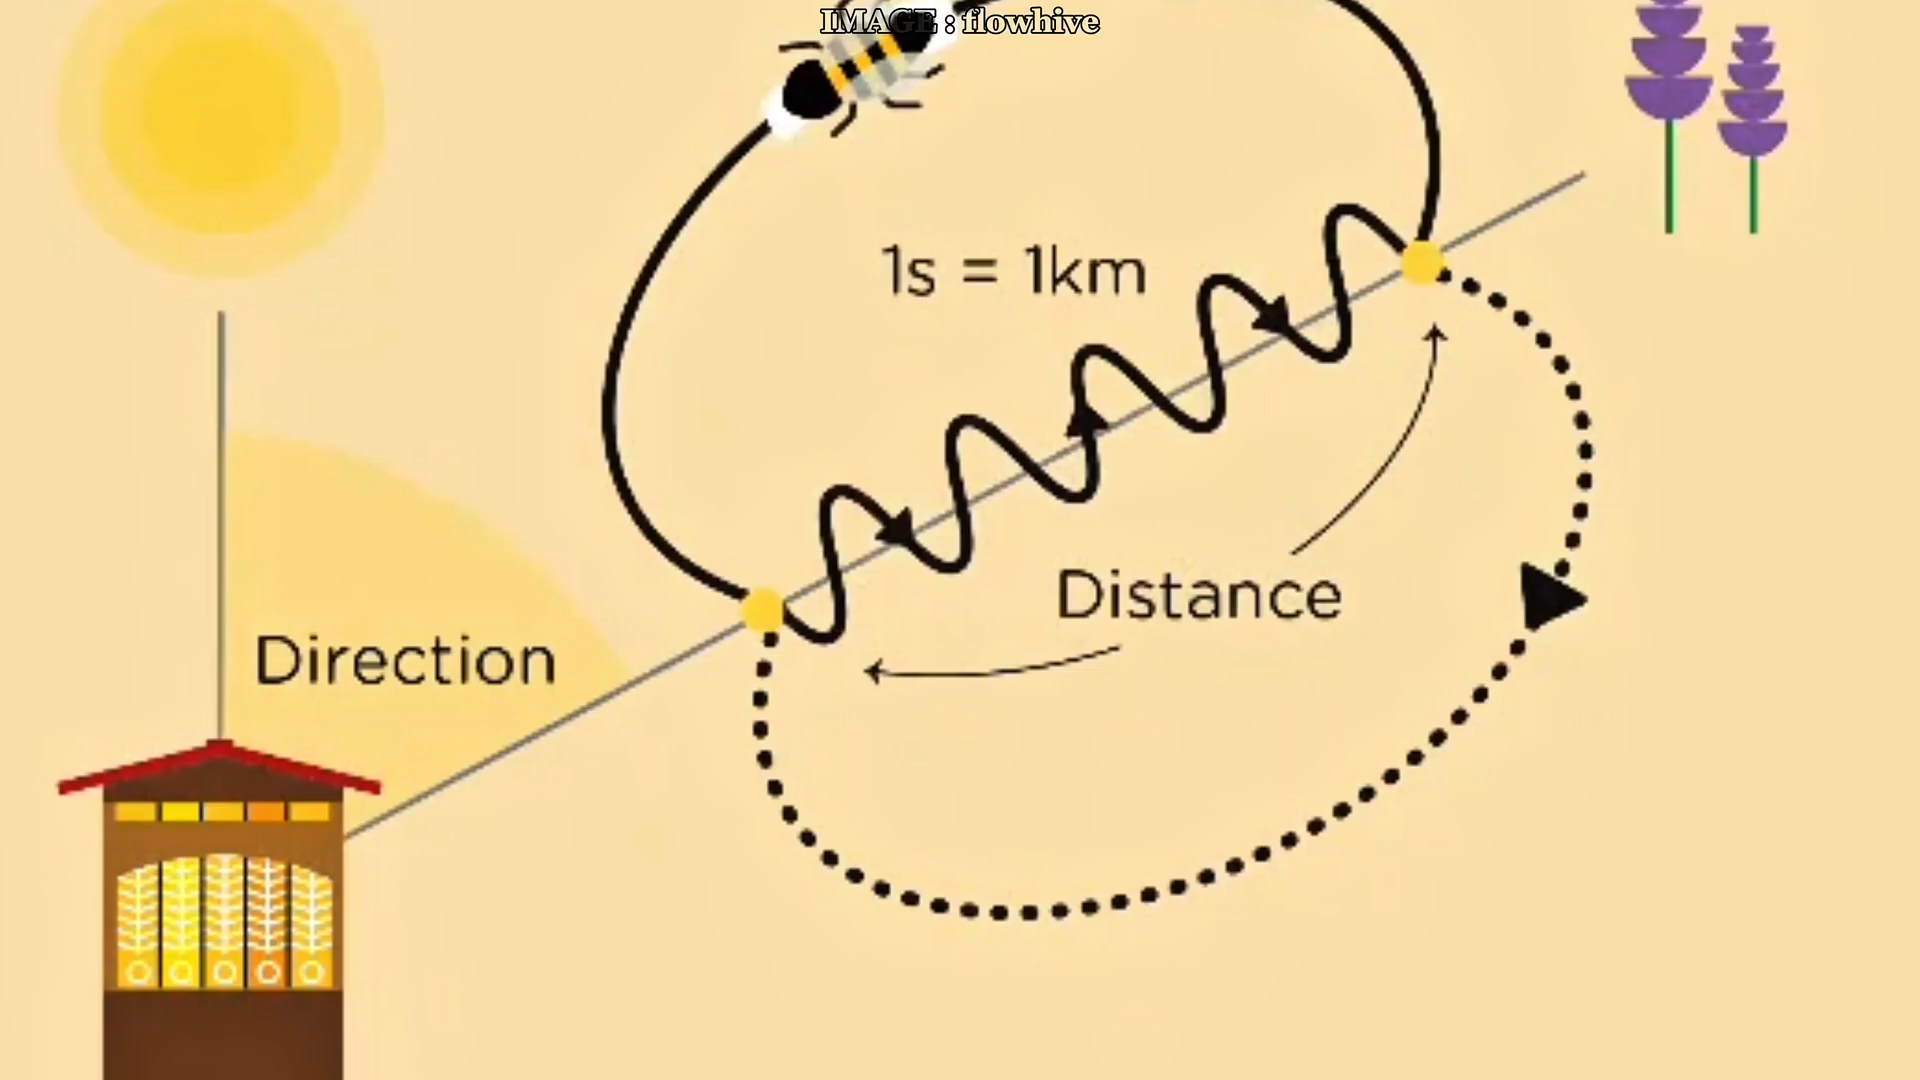 IMAGE : flowhive
1s = 1km
Distance
Direction